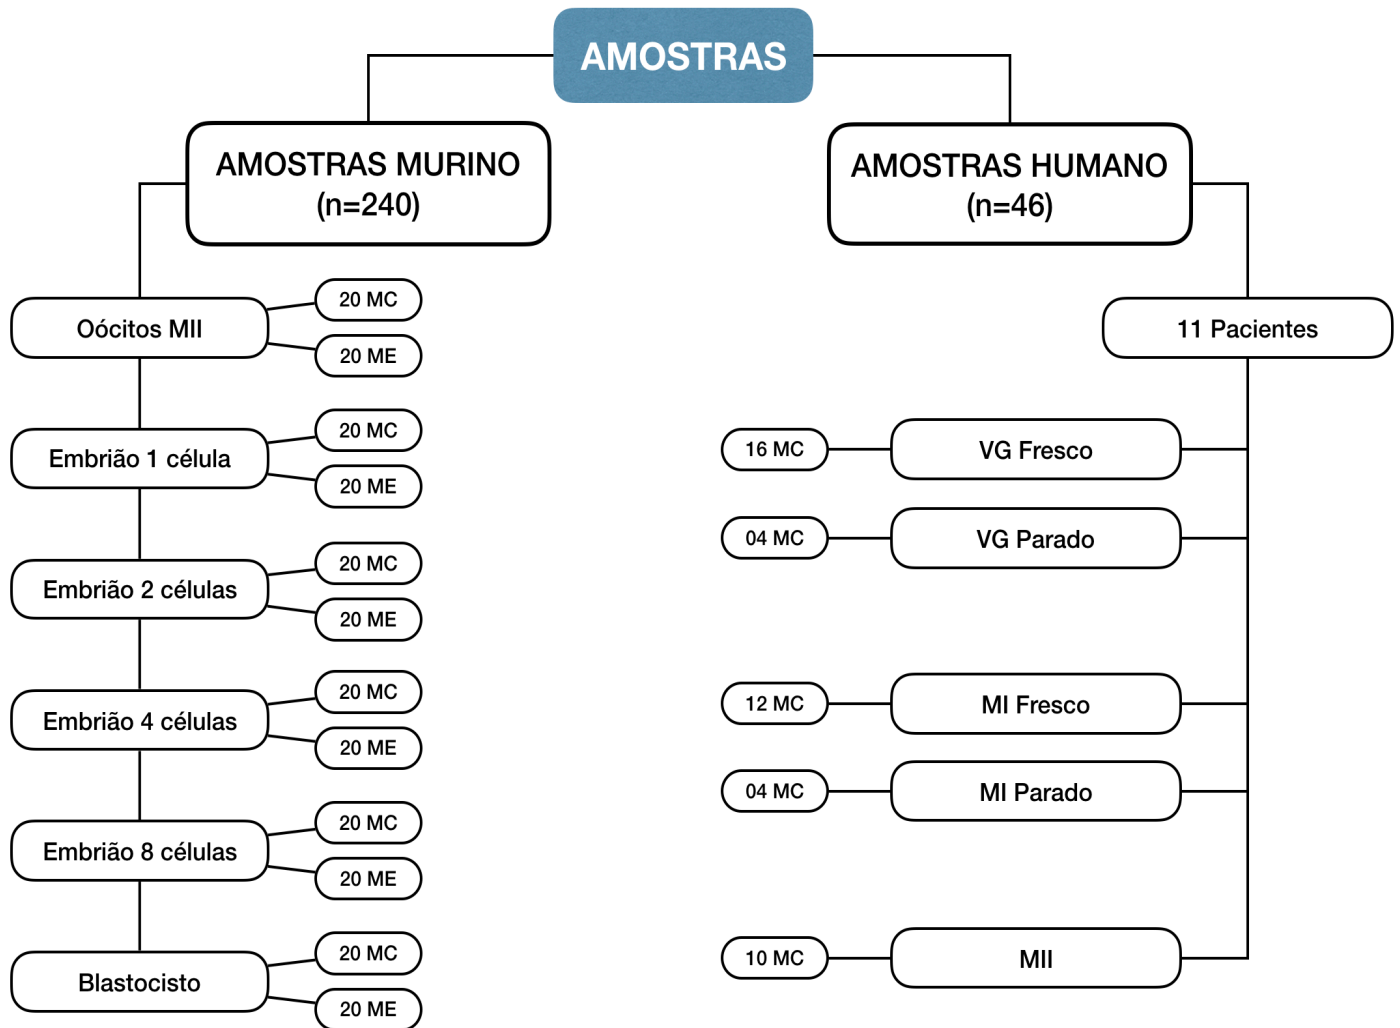 AMOSTRAS
AMOSTRAS MURINO
(n=240)
Oócitos MII
20 MC
20 ME
Embrião 1 célula
20 MC
20 ME
Embrião 2 células
20 MC
20 ME
Embrião 4 células
20 MC
20 ME
Embrião 8 células
20 MC
20 ME
Blastocisto
20 MC
20 ME
AMOSTRAS HUMANO
(n=46)
11 Pacientes
16 MC
VG Fresco
04 MC
VG Parado
12 MC
MI Fresco
04 MC
MI Parado
10 MC
MII